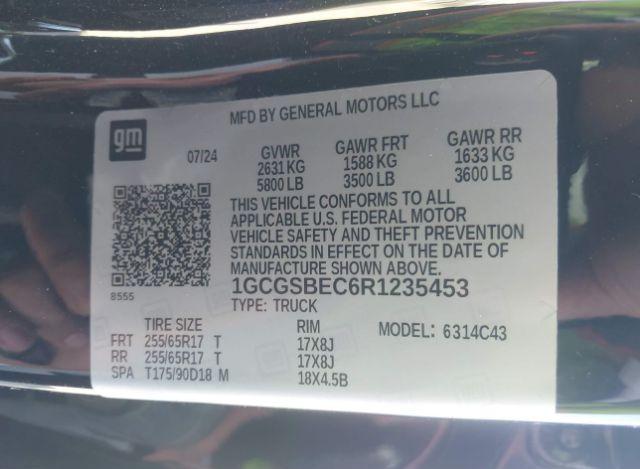 MFD BY GENERAL MOTORS LLC
gm
07/24
GVWR GAWR FRT GAWR RR
2631 KG 1588 KG 1633 KG
5800 LB 3500 LB 3600 LB
THIS VEHICLE CONFORMS TO ALL
APPLICABLE U.S. FEDERAL MOTOR
VEHICLE SAFETY AND THEFT PREVENTION
STANDARDS IN EFFECT ON THE DATE OF
MANUFACTURE SHOWN ABOVE.
8555
1GCGSBEC6R1235453
TYPE: TRUCK
TIRE SIZE RIM MODEL: 6314C43
FRT 255/65R17 T 17X8J
RR 255/65R17 T 17X8J
SPA T175/90D18 M 18X4.5B